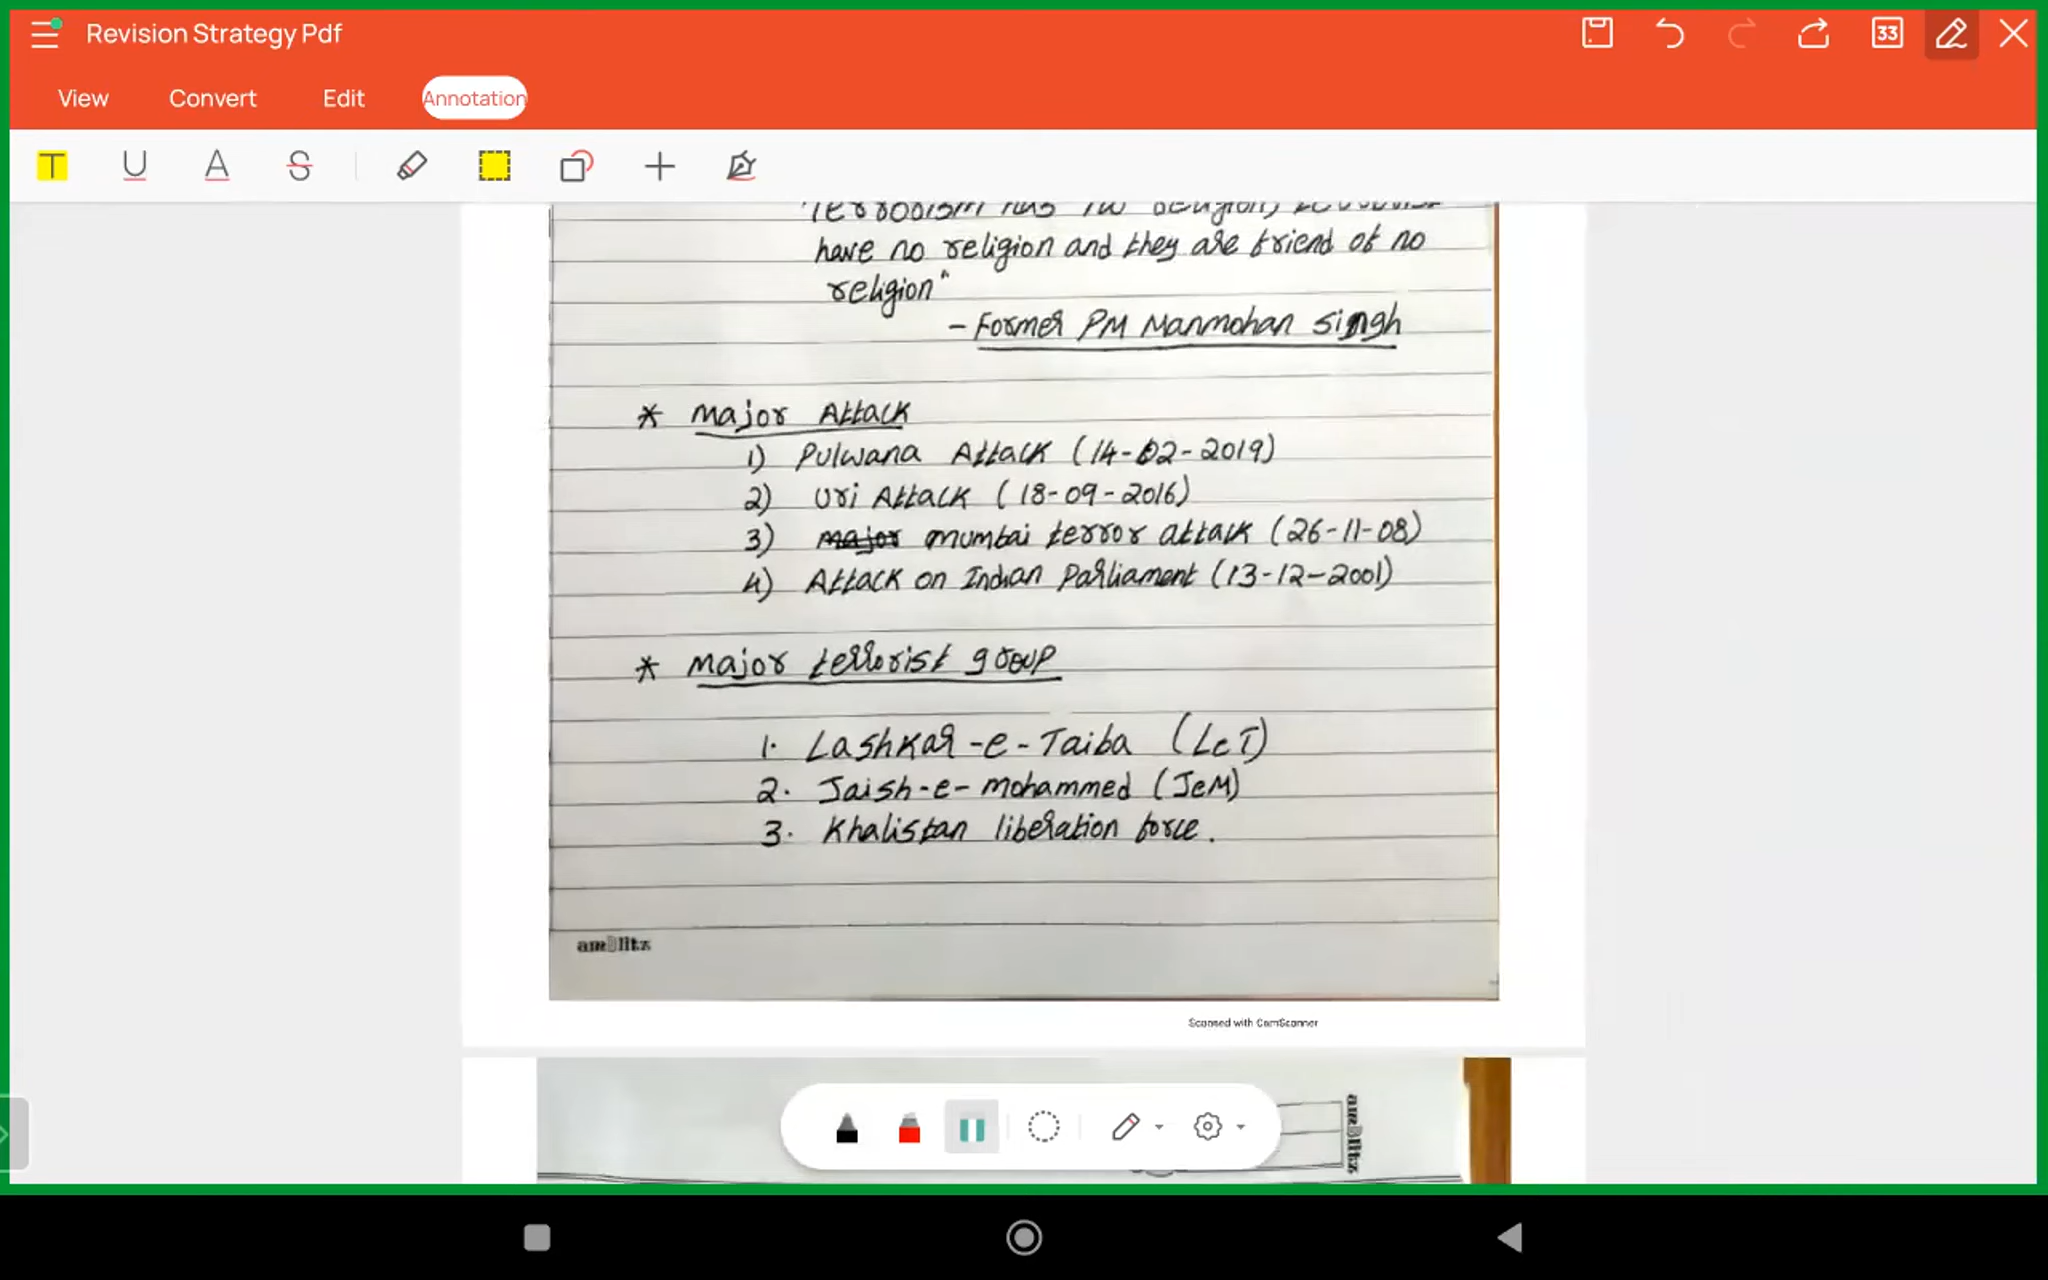 Revision Strategy Pdf
33
View Convert Edit Annotation
T U A S
have no religion and they are friend of no
religion"
- Former PM Manmohan Singh
* Major Attack
1) Pulwana Attack (14-02-2019)
2) Uri Attack (18-09-2016)
3) major mumbai terror attack (26-11-08)
4) Attack on Indian Parliament (13-12-2001)
* Major terrorist group
1. Lashkar-e-Taiba (LeT)
2. Jaish-e-mohammed (JeM)
3. Khalistan liberation force.
Scanned with CamScanner